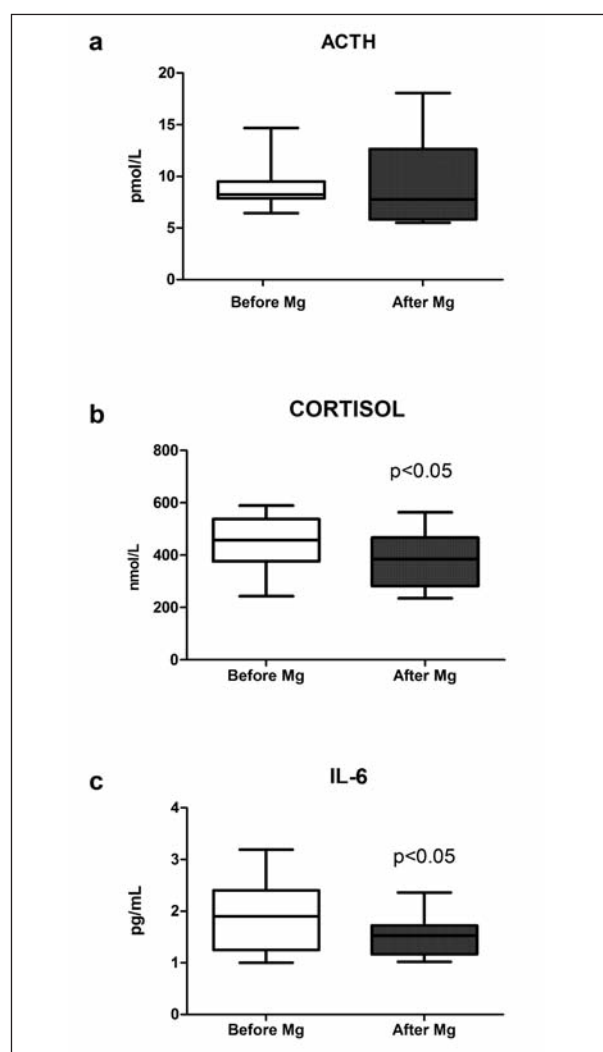 a
ACTH
20
15
10
5
0
pmol/L
Before Mg
After Mg
b
CORTISOL
800
600
400
200
0
nmol/L
p<0.05
Before Mg
After Mg
c
IL-6
4
3
2
1
0
pg/mL
p<0.05
Before Mg
After Mg